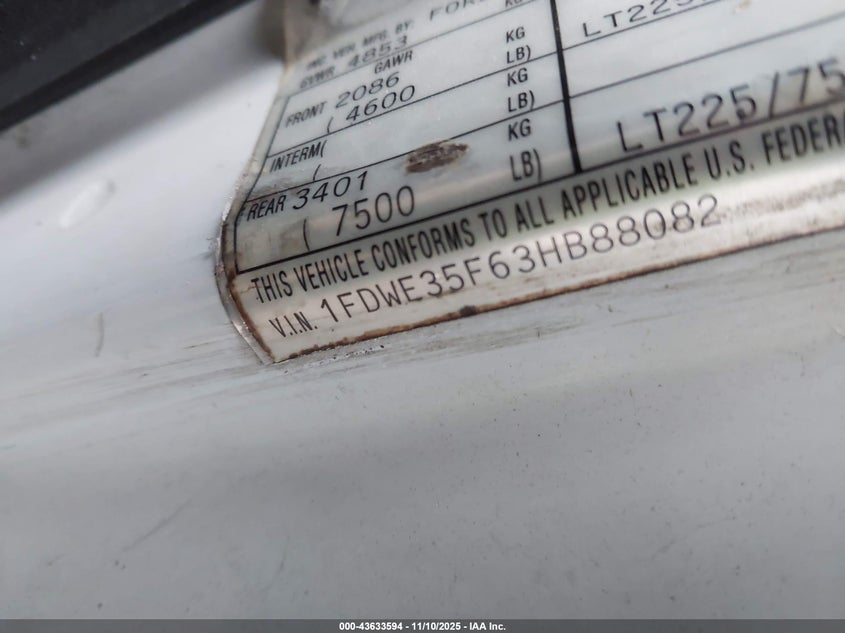 INC. VEH. MFG. BY: FOR
GVWR 4853 KG
GAWR
FRONT 2086 KG LT225
( 4600 LB)
INTERM( KG
( LB)
REAR 3401 KG LT225/75
( 7500 LB)
THIS VEHICLE CONFORMS TO ALL APPLICABLE U.S. FEDERA
V.I.N. 1FDWE35F63HB88082
000-43633594 — 11/10/2025 — IAA Inc.